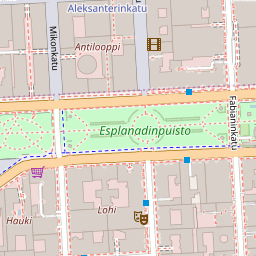 Aleksanterinkatu
Mikonkatu
Antilooppi
Fabianinkatu
Esplanadinpuisto
Lohi
Hauki